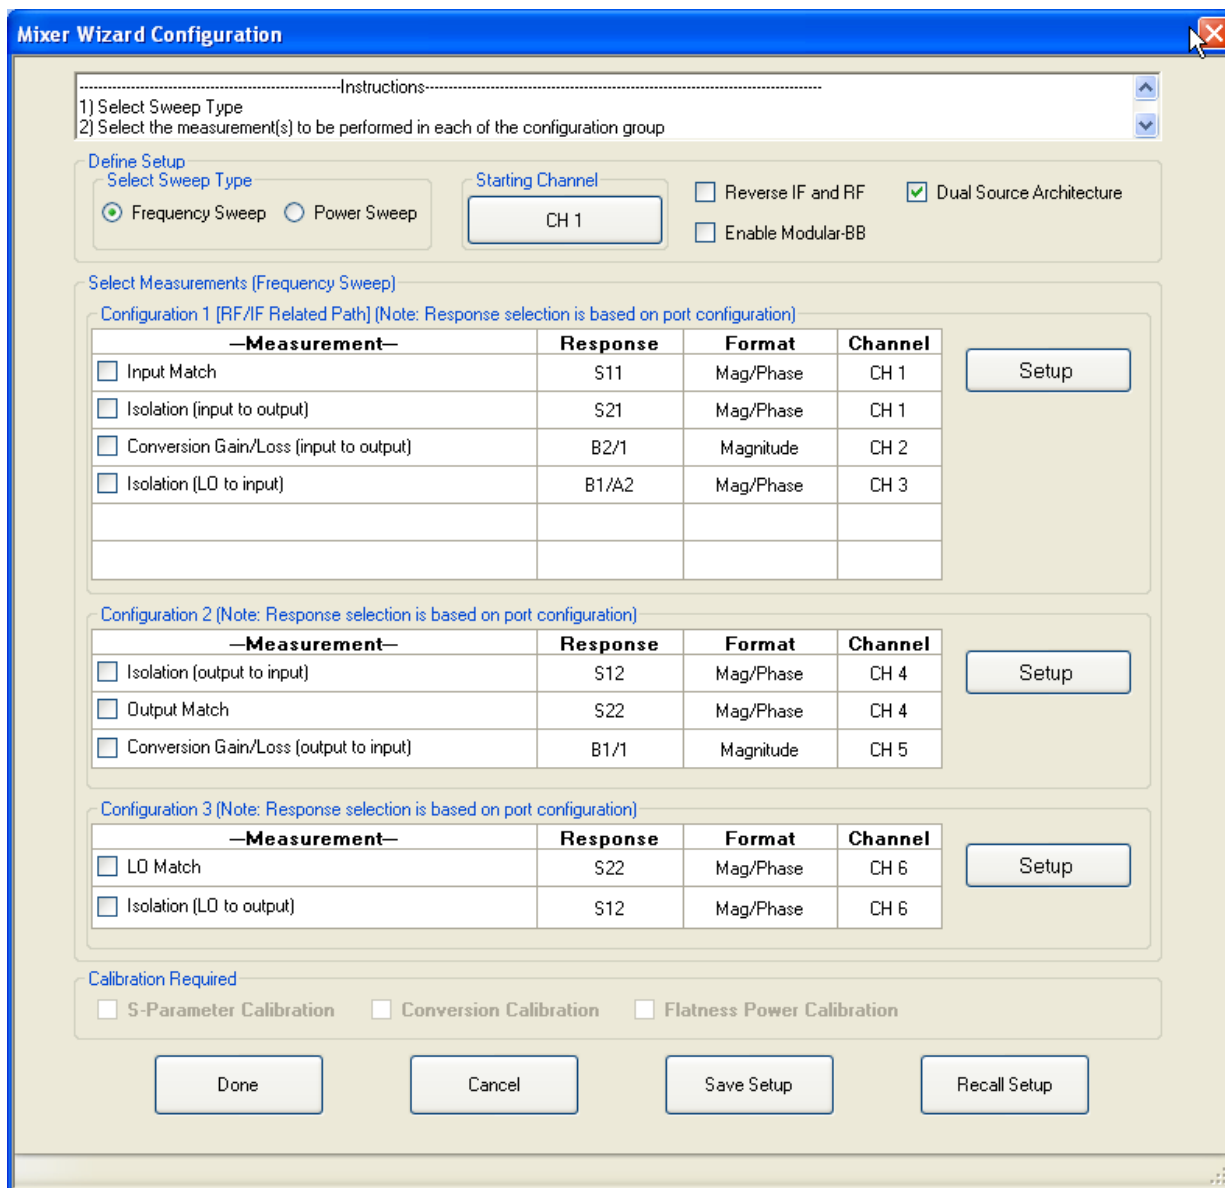 Mixer Wizard Configuration
--------------------------------------------------------Instructions-------------------------------------------------------------------------------------
1) Select Sweep Type
2) Select the measurement(s) to be performed in each of the configuration group
Define Setup
Select Sweep Type
Frequency Sweep Power Sweep
Starting Channel
CH 1
Reverse IF and RF Dual Source Architecture
Enable Modular-BB
Select Measurements (Frequency Sweep)
Configuration 1 [RF/IF Related Path] (Note: Response selection is based on port configuration)
—Measurement— Response Format Channel
Input Match S11 Mag/Phase CH 1
Setup
Isolation (input to output) S21 Mag/Phase CH 1
Conversion Gain/Loss (input to output) B2/1 Magnitude CH 2
Isolation (LO to input) B1/A2 Mag/Phase CH 3
Configuration 2 (Note: Response selection is based on port configuration)
—Measurement— Response Format Channel
Isolation (output to input) S12 Mag/Phase CH 4
Setup
Output Match S22 Mag/Phase CH 4
Conversion Gain/Loss (output to input) B1/1 Magnitude CH 5
Configuration 3 (Note: Response selection is based on port configuration)
—Measurement— Response Format Channel
LO Match S22 Mag/Phase CH 6
Setup
Isolation (LO to output) S12 Mag/Phase CH 6
Calibration Required
S-Parameter Calibration Conversion Calibration Flatness Power Calibration
Done Cancel Save Setup Recall Setup